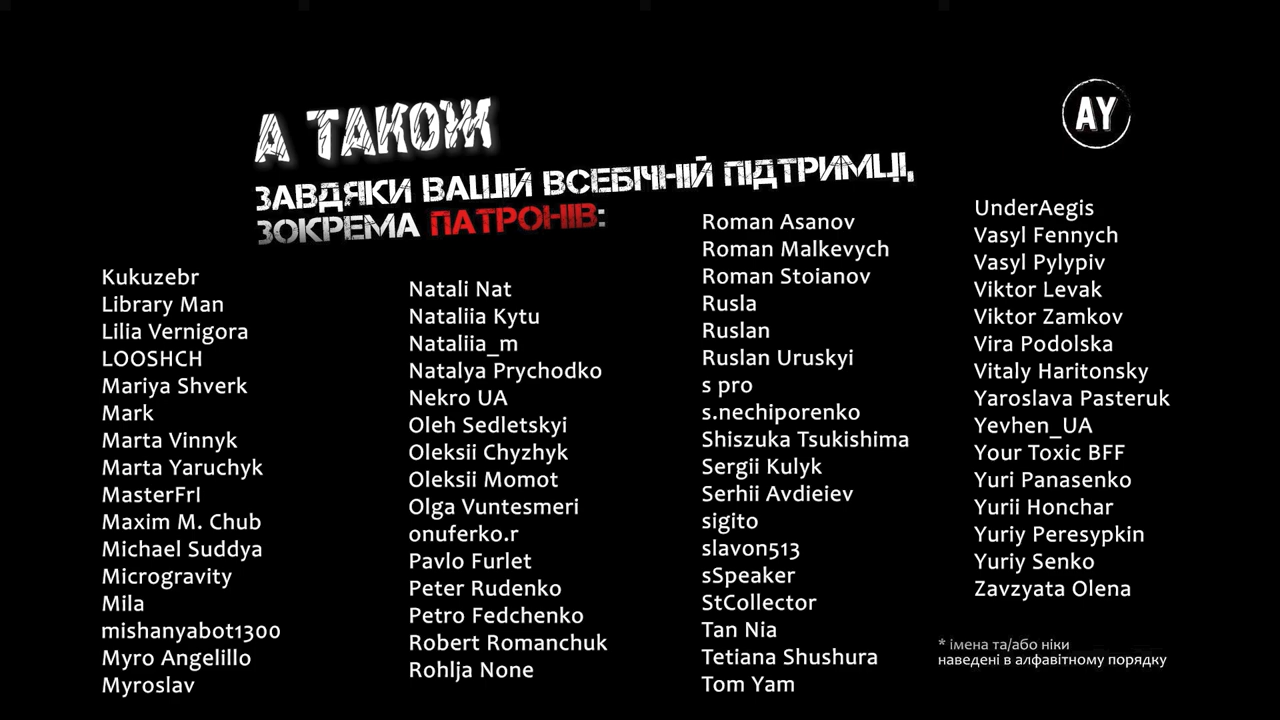 А ТАКОЖ
ЗАВДЯКИ ВАШІЙ ВСЕБІЧНІЙ ПІДТРИМЦІ,
ЗОКРЕМА ПАТРОНІВ:
AY
Kukuzebr
Library Man
Lilia Vernigora
LOOSHCH
Mariya Shverk
Mark
Marta Vinnyk
Marta Yaruchyk
MasterFrI
Maxim M. Chub
Michael Suddya
Microgravity
Mila
mishanyabot1300
Myro Angelillo
Myroslav
Natali Nat
Nataliia Kytu
Nataliia_m
Natalya Prychodko
Nekro UA
Oleh Sedletskyi
Oleksii Chyzhyk
Oleksii Momot
Olga Vuntesmeri
onuferko.r
Pavlo Furlet
Peter Rudenko
Petro Fedchenko
Robert Romanchuk
Rohlja None
Roman Asanov
Roman Malkevych
Roman Stoianov
Rusla
Ruslan
Ruslan Uruskyi
s pro
s.nechiporenko
Shiszuka Tsukishima
Sergii Kulyk
Serhii Avdieiev
sigito
slavon513
sSpeaker
StCollector
Tan Nia
Tetiana Shushura
Tom Yam
UnderAegis
Vasyl Fennych
Vasyl Pylypiv
Viktor Levak
Viktor Zamkov
Vira Podolska
Vitaly Haritonsky
Yaroslava Pasteruk
Yevhen_UA
Your Toxic BFF
Yuri Panasenko
Yurii Honchar
Yuriy Peresypkin
Yuriy Senko
Zavzyata Olena
* імена та/або ніки
наведені в алфавітному порядку